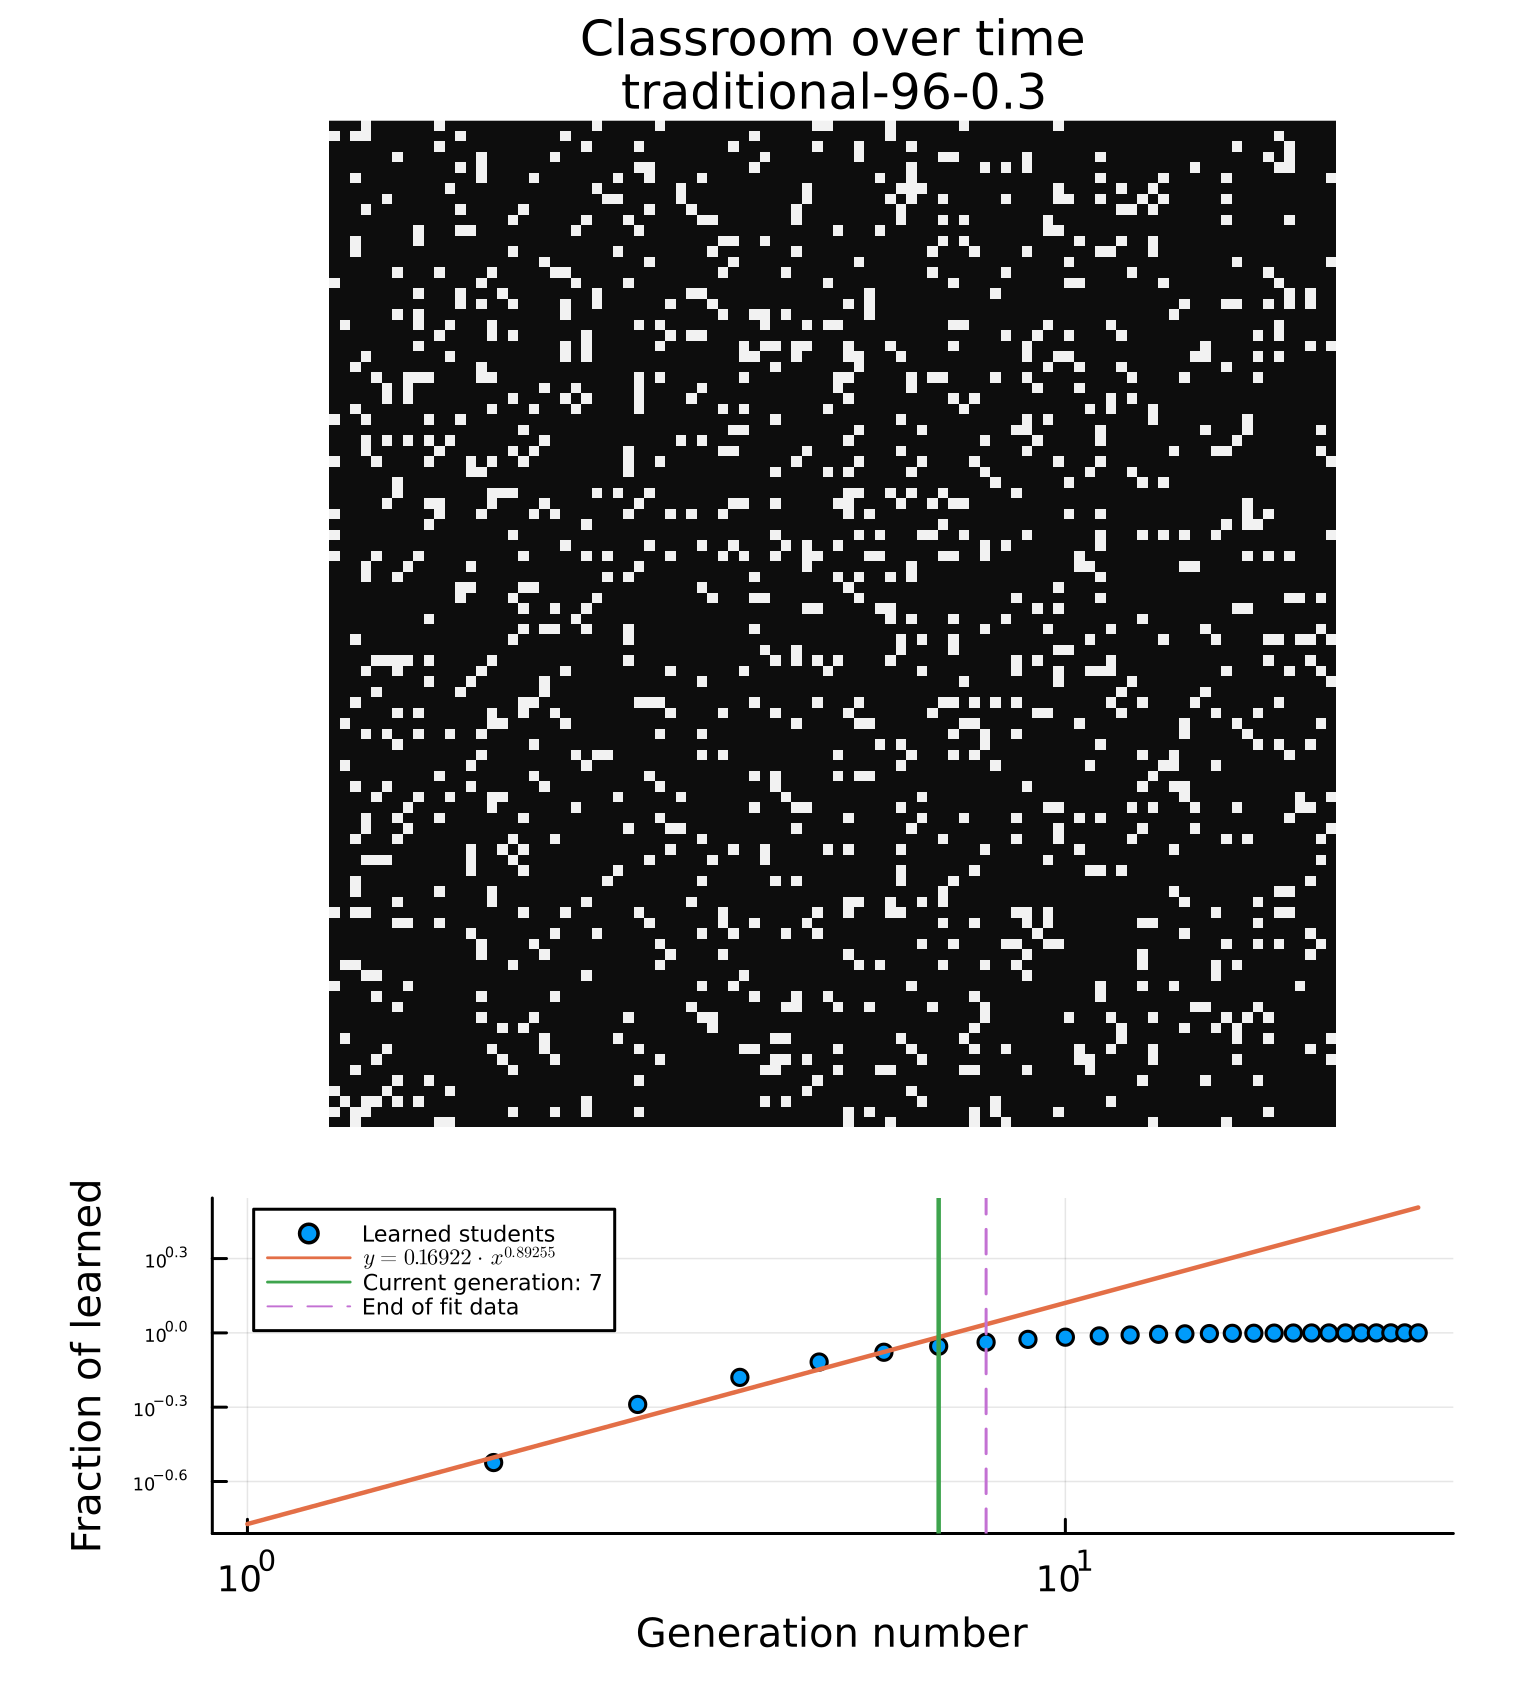 Classroom over time
traditional-96-0.3
Fraction of learned
10^0.3
10^0.0
10^−0.3
10^−0.6
Learned students
y = 0.16922 · x^0.89255
Current generation: 7
End of fit data
10^0
10^1
Generation number